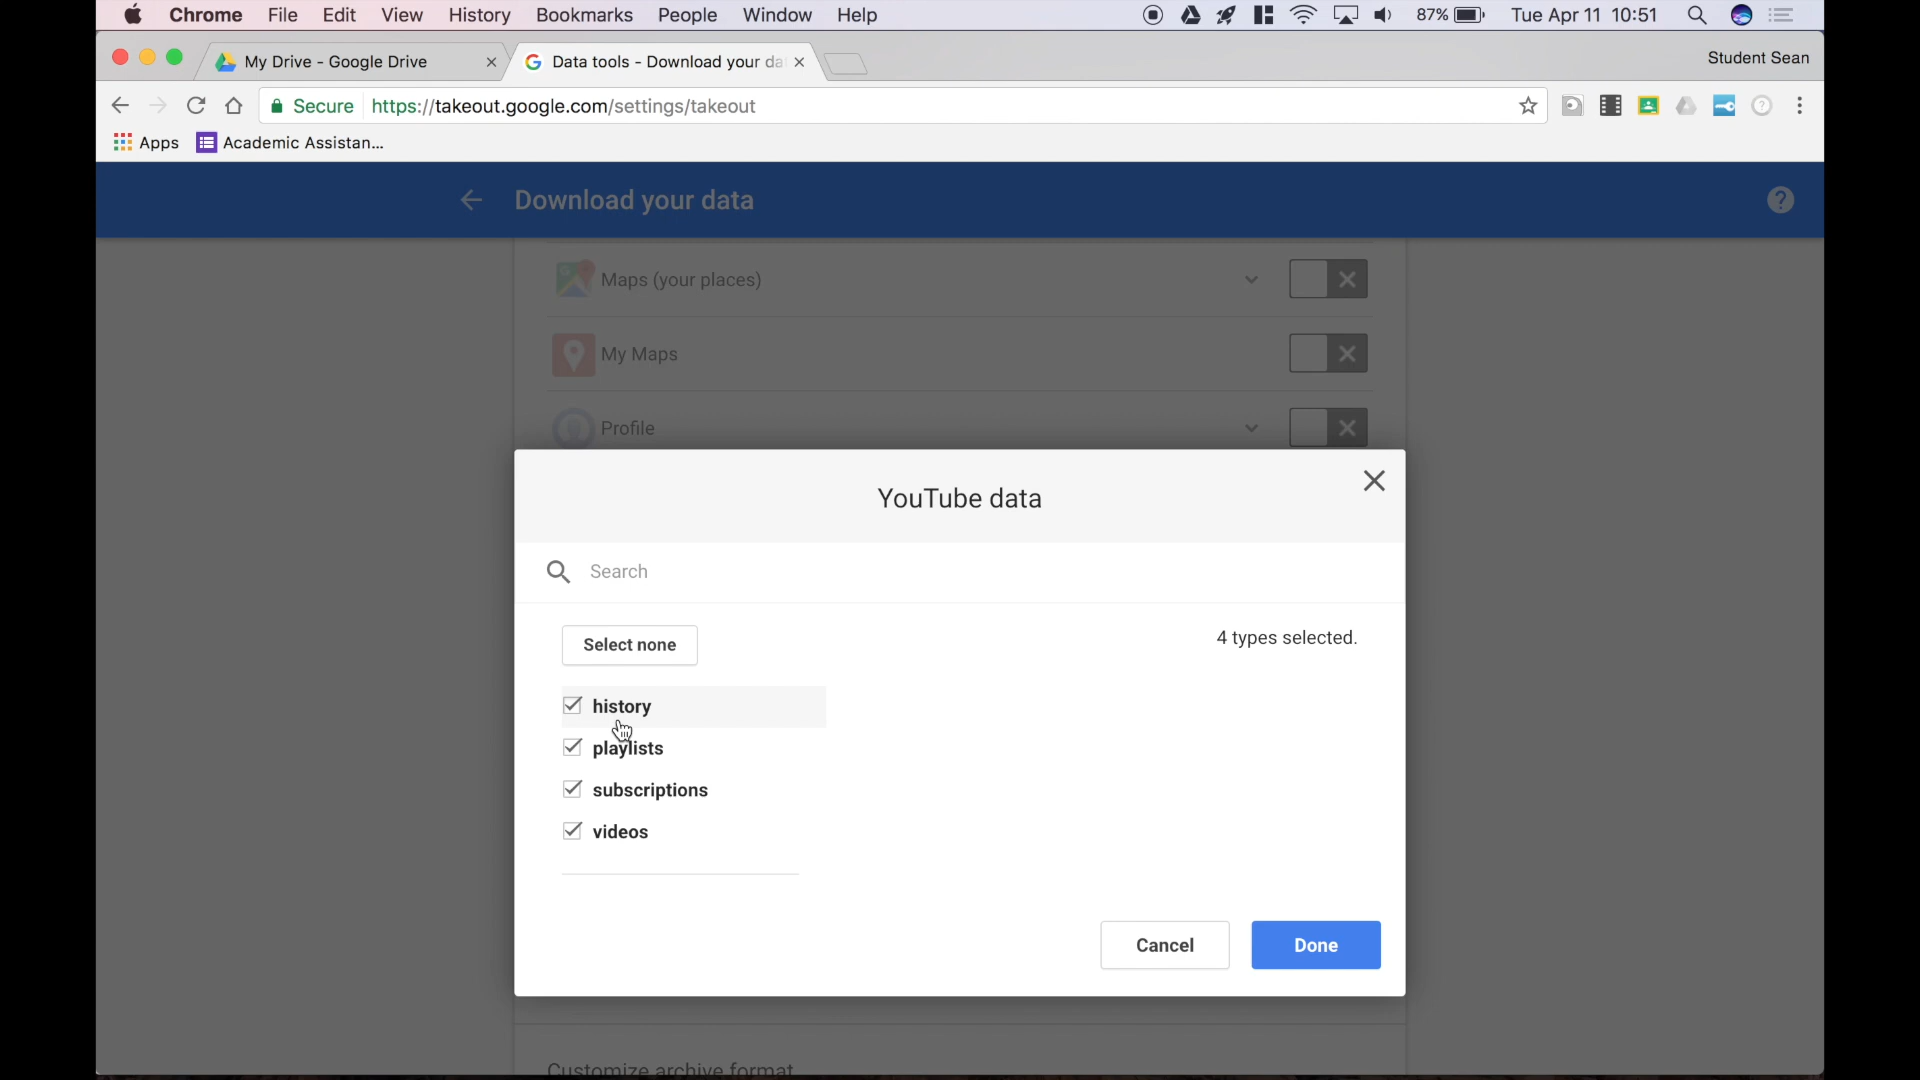 Chrome File Edit View History Bookmarks People Window Help 87% Tue Apr 11 10:51
My Drive - Google Drive Data tools - Download your da Student Sean
Secure https://takeout.google.com/settings/takeout
Apps Academic Assistan...
Download your data
Maps (your places)
My Maps
Profile
YouTube data
Search
Select none 4 types selected.
history
playlists
subscriptions
videos
Cancel Done
Customize archive format